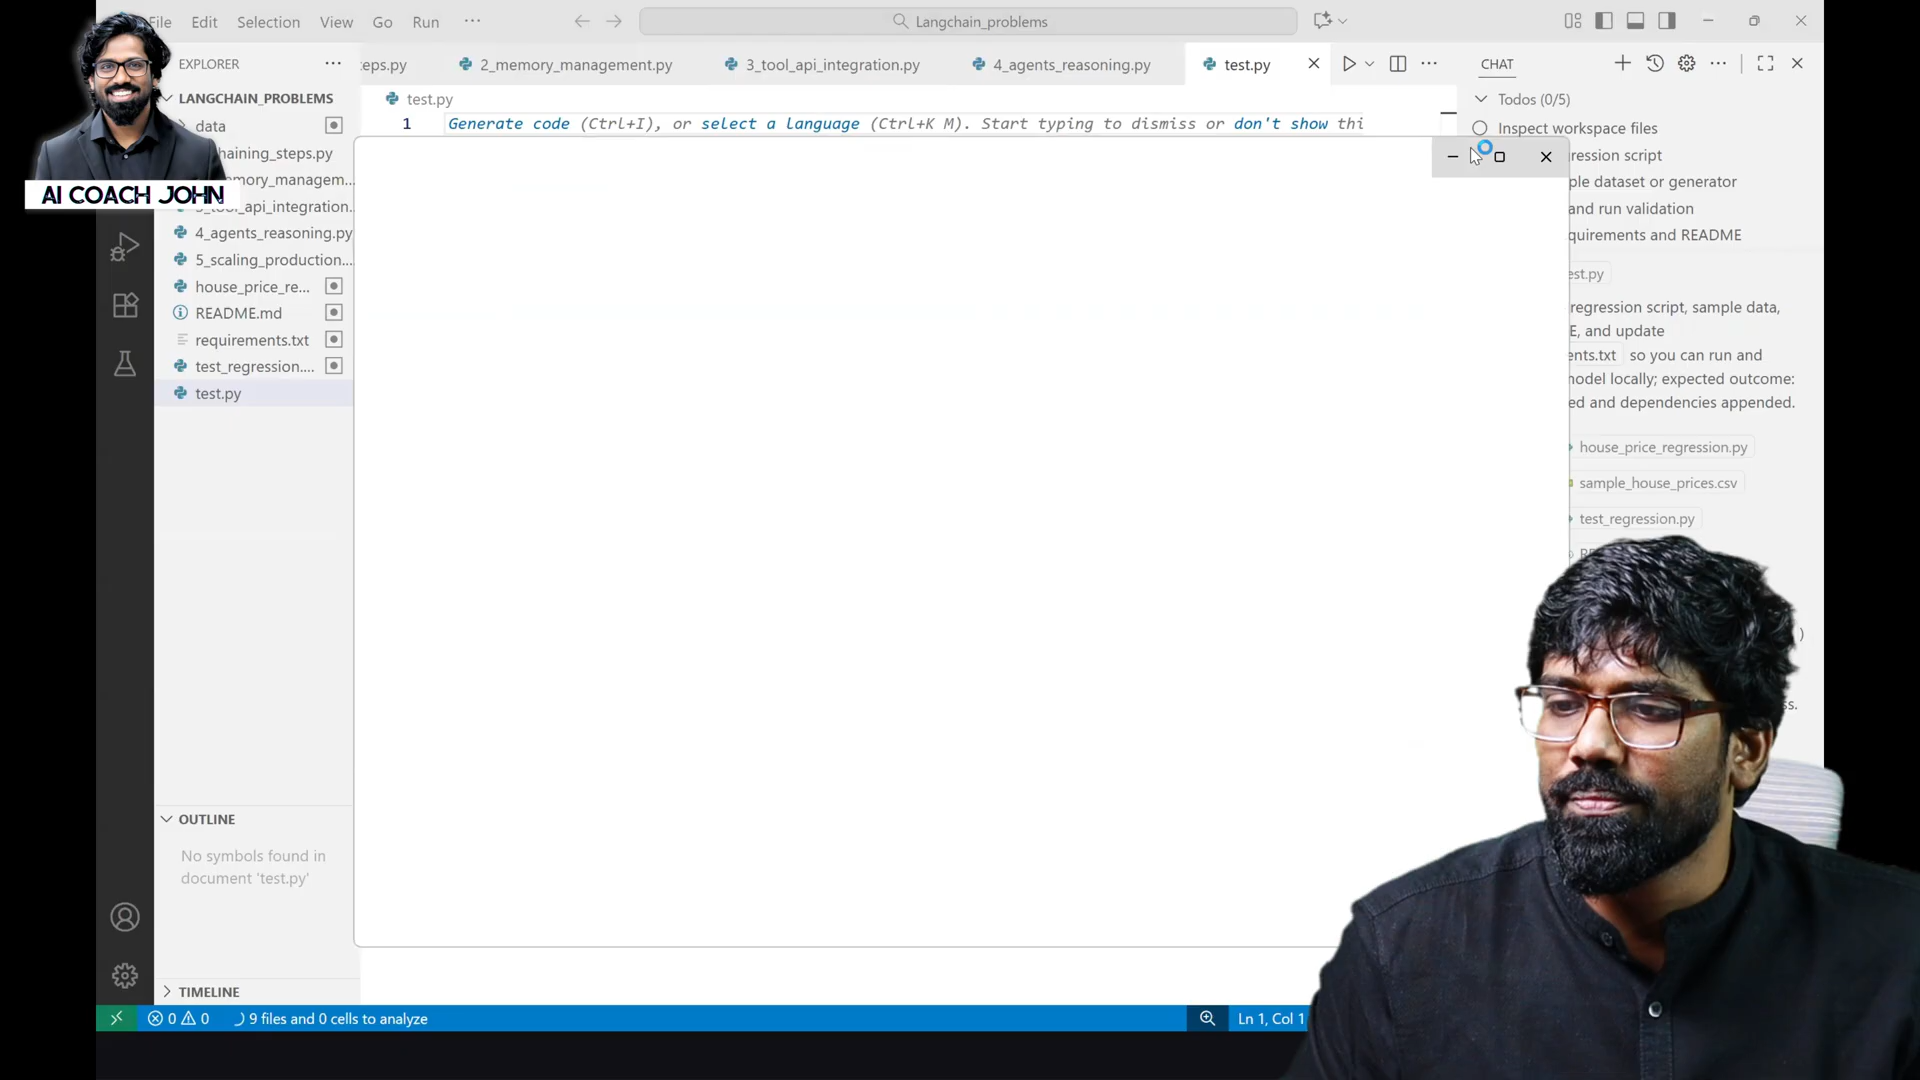 File Edit Selection View Go Run ···
Langchain_problems
EXPLORER
LANGCHAIN_PROBLEMS
data
haining_steps.py
emory_managem...
3_tool_api_integration...
4_agents_reasoning.py
5_scaling_production...
house_price_re...
README.md
requirements.txt
test_regression....
test.py
OUTLINE
No symbols found in
document 'test.py'
TIMELINE
AI COACH JOHN
teps.py
2_memory_management.py
3_tool_api_integration.py
4_agents_reasoning.py
test.py
test.py
1
Generate code (Ctrl+I), or select a language (Ctrl+K M). Start typing to dismiss or don't show thi
CHAT
Todos (0/5)
Inspect workspace files
ression script
ple dataset or generator
and run validation
quirements and README
est.py
regression script, sample data,
E, and update
ents.txt so you can run and
model locally; expected outcome:
ed and dependencies appended.
house_price_regression.py
sample_house_prices.csv
test_regression.py
0 0 9 files and 0 cells to analyze
Ln 1, Col 1